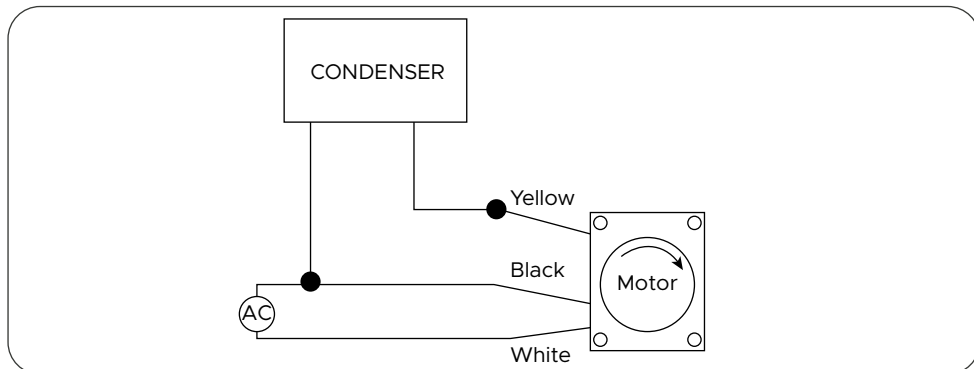 CONDENSER
Yellow
Black
Motor
AC
White